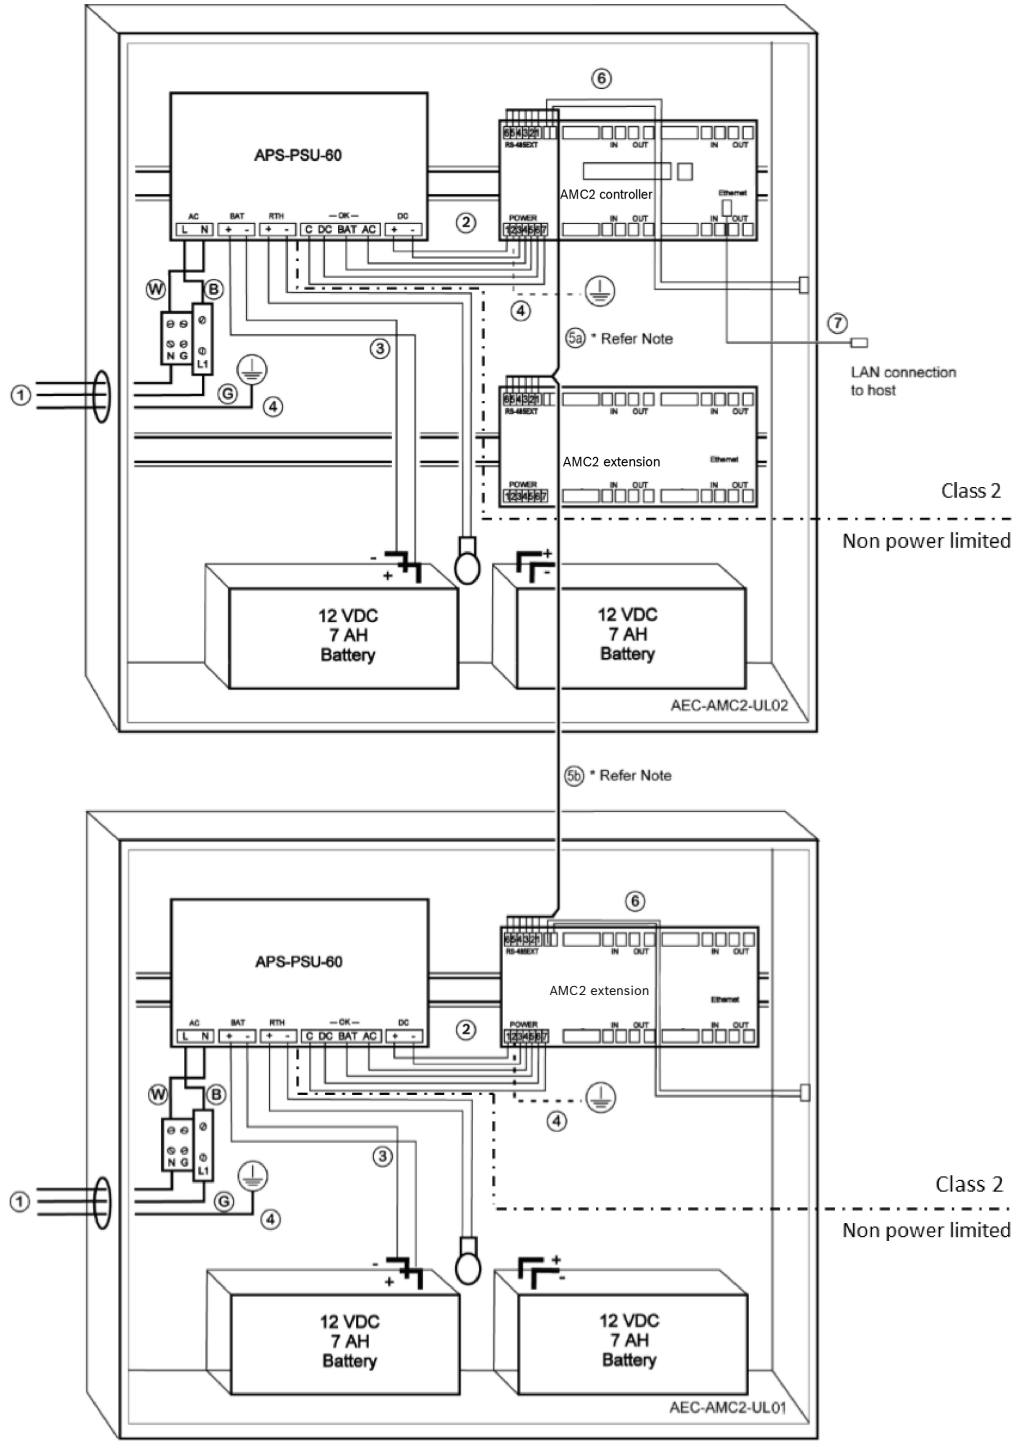 6
654321
RS-485EXT
IN OUT IN OUT
APS-PSU-60
AMC2 controller
Ethernet
AC BAT RTH OK DC
L N + - + - C DC BAT AC + -
2
POWER
1234567
IN OUT IN OUT
W B
4
5a * Refer Note
7
3
N G L1
LAN connection
to host
1
G 4
654321
RS-485EXT
IN OUT IN OUT
AMC2 extension
Ethernet
POWER
1234567
IN OUT IN OUT
Class 2
Non power limited
- +
+ -
12 VDC
7 AH
Battery
12 VDC
7 AH
Battery
AEC-AMC2-UL02
5b * Refer Note
6
654321
RS-485EXT
IN OUT IN OUT
APS-PSU-60
AMC2 extension
Ethernet
AC BAT RTH OK DC
L N + - + - C DC BAT AC + -
2
POWER
1234567
IN OUT IN OUT
W B
4
3
N G L1
1
G 4
Class 2
Non power limited
- +
+ -
12 VDC
7 AH
Battery
12 VDC
7 AH
Battery
AEC-AMC2-UL01